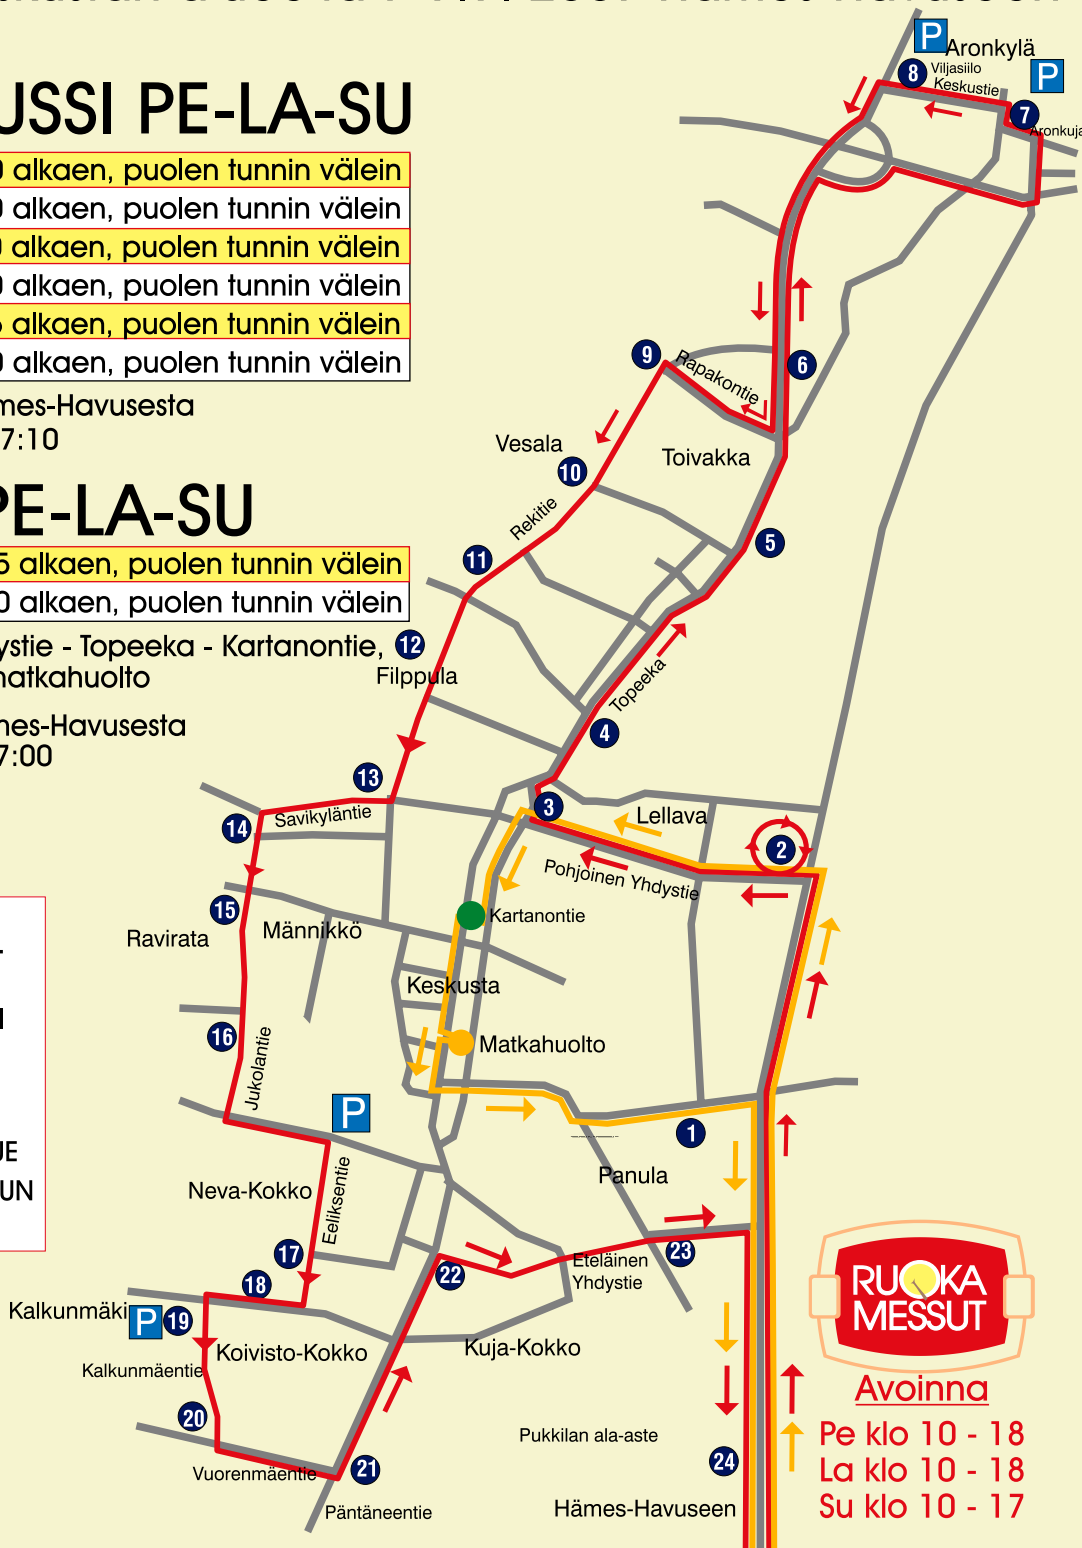 USSI PE-LA-SU
alkaen, puolen tunnin välein
alkaen, puolen tunnin välein
alkaen, puolen tunnin välein
alkaen, puolen tunnin välein
alkaen, puolen tunnin välein
alkaen, puolen tunnin välein
mes-Havusesta
7:10
PE-LA-SU
5 alkaen, puolen tunnin välein
0 alkaen, puolen tunnin välein
ystie - Topeeka - Kartanontie,
matkahuolto
mes-Havusesta
7:00
UE
UN
P
Aronkylä
P
8
Viljasiilo
Keskustie
7
Aronkuja
6
9
Rapakontie
Vesala
10
Toivakka
Rekitie
5
11
12
Filppula
Topeeka
4
13
3
Lellava
14
Savikyläntie
2
Pohjoinen Yhdystie
15
Kartanontie
Ravirata
Männikkö
Keskusta
16
Matkahuolto
Jukolantie
P
1
Panula
Neva-Kokko
Eeliksentie
17
23
22
Eteläinen
Yhdystie
18
Kalkunmäki
P
19
Koivisto-Kokko
Kuja-Kokko
Kalkunmäentie
20
Pukkilan ala-aste
24
21
Vuorenmäentie
Päntäneentie
Hämes-Havuseen
RUOKA
MESSUT
Avoinna
Pe klo 10 - 18
La klo 10 - 18
Su klo 10 - 17